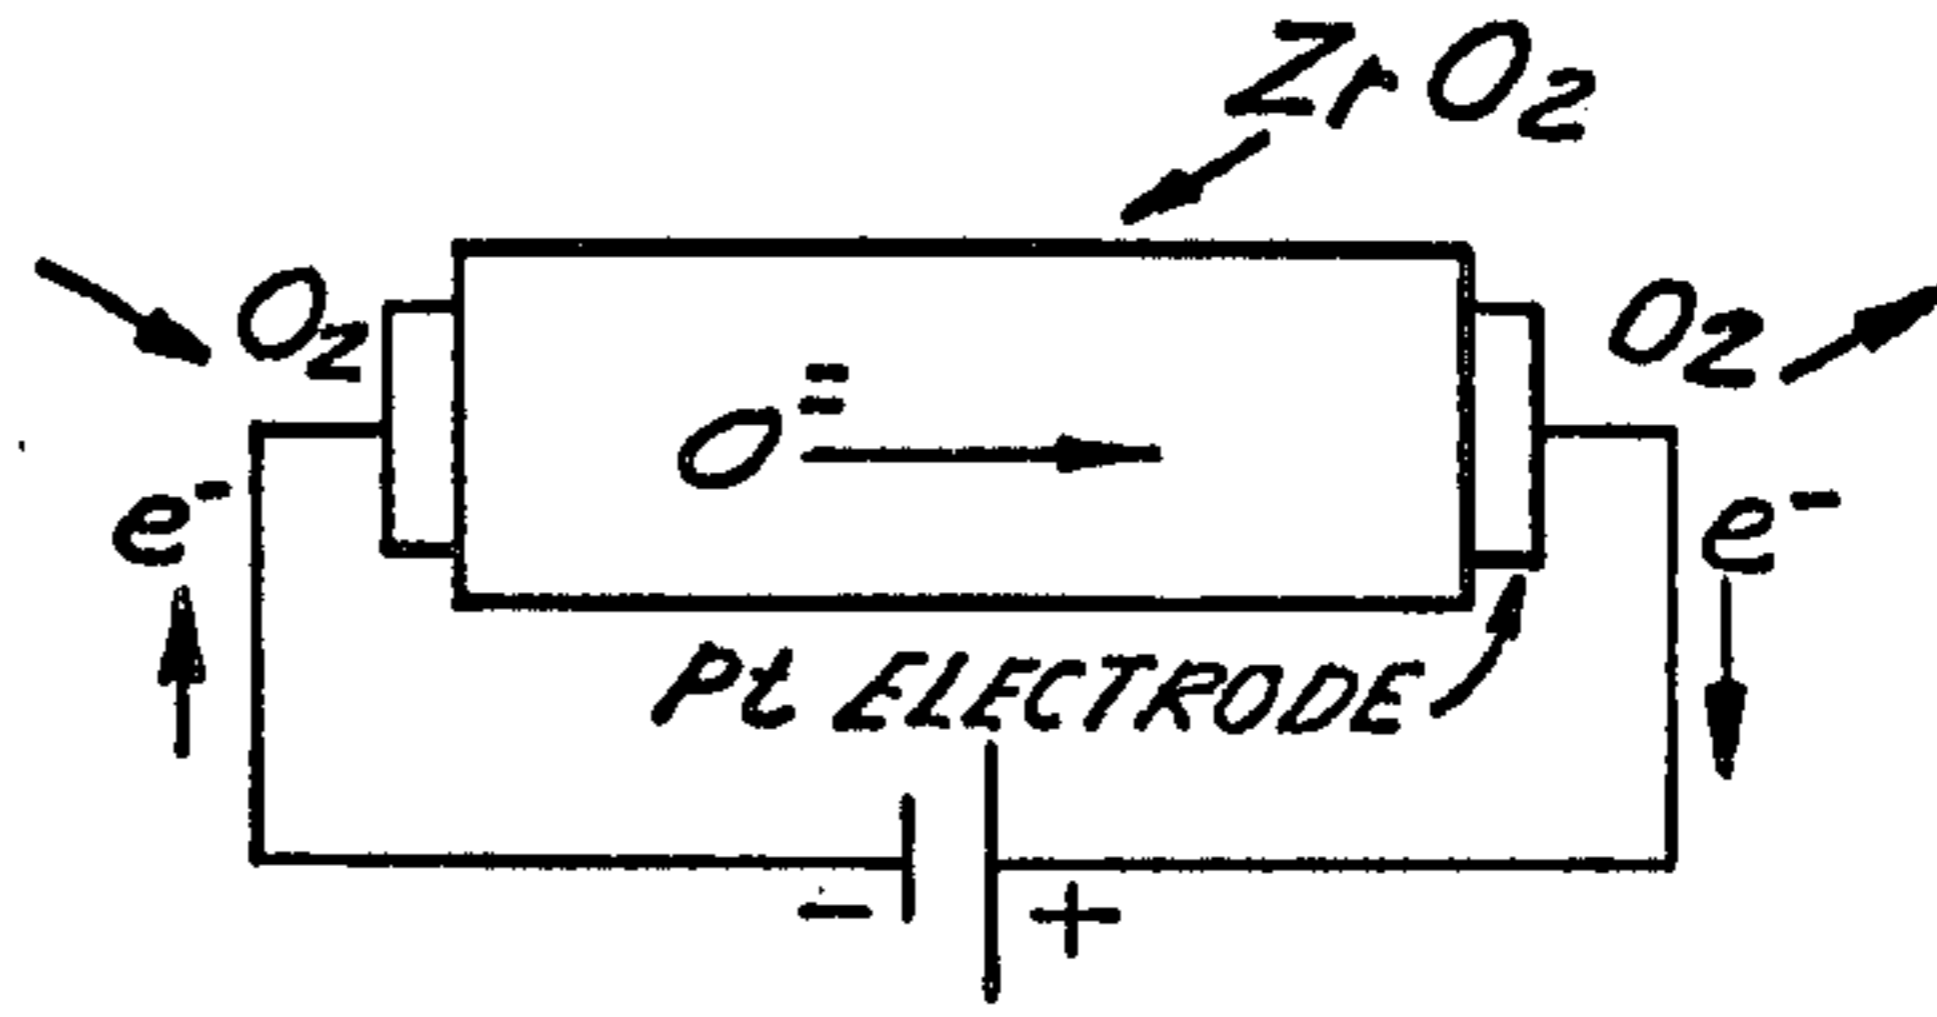 ZrO₂
O₂
O₂
O⁼
e⁻
e⁻
Pt ELECTRODE
- +